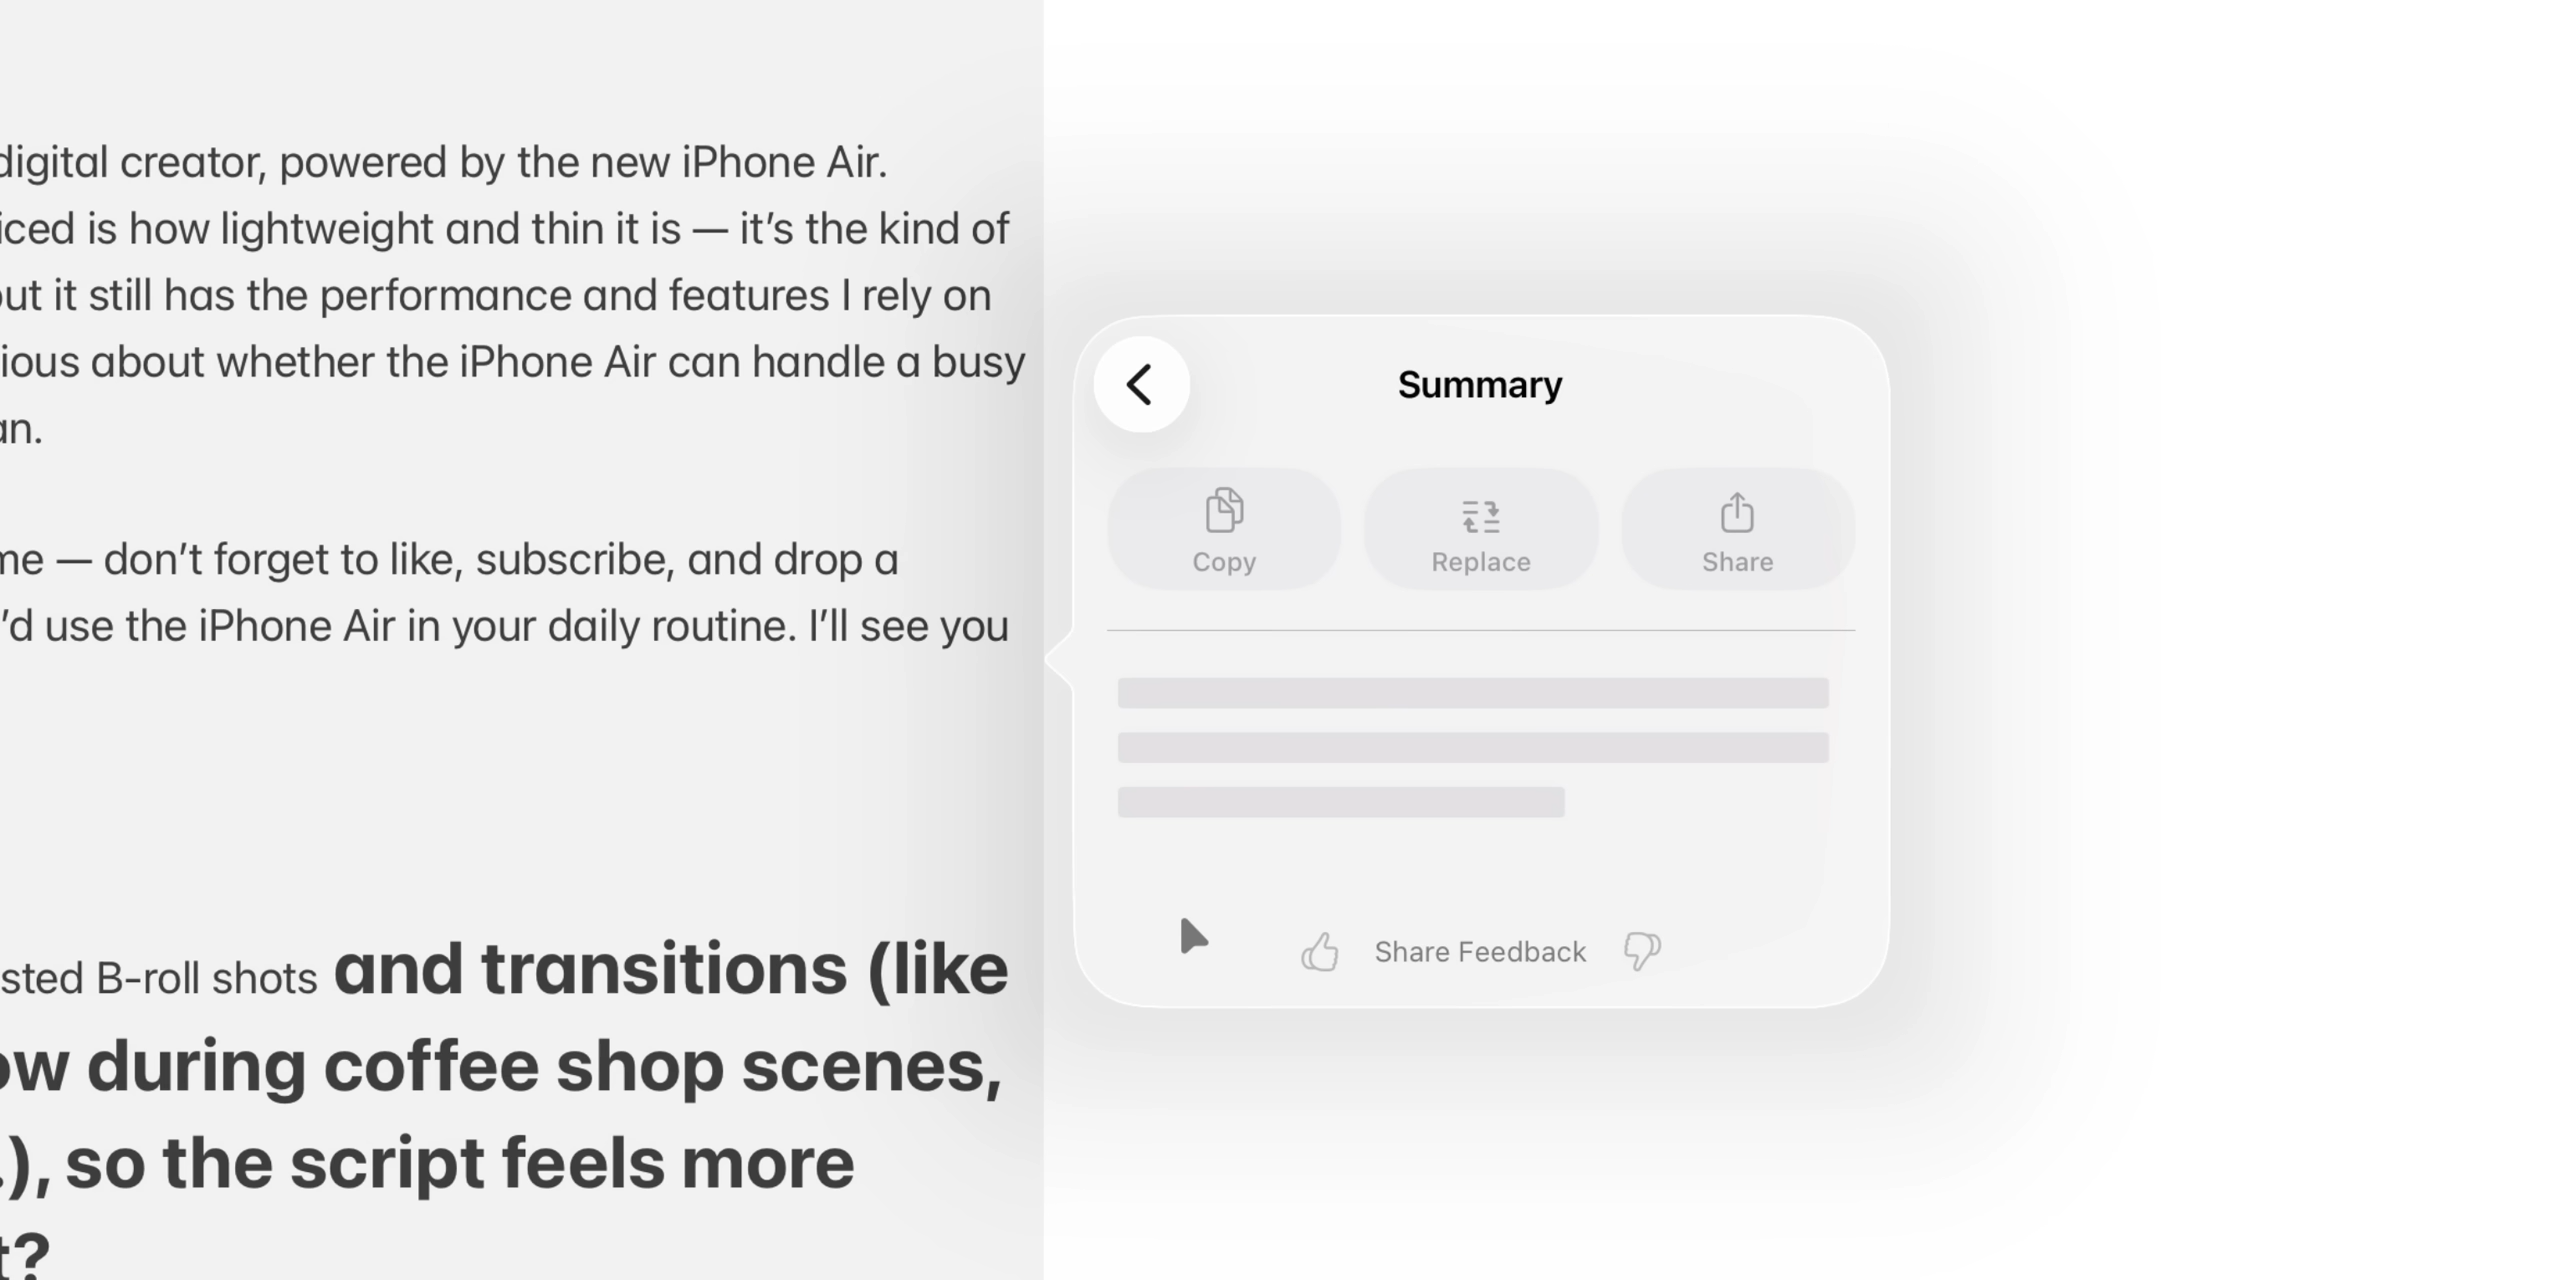 digital creator, powered by the new iPhone Air.
iced is how lightweight and thin it is — it’s the kind of
out it still has the performance and features I rely on
ious about whether the iPhone Air can handle a busy
an.
me — don’t forget to like, subscribe, and drop a
’d use the iPhone Air in your daily routine. I’ll see you
sted B-roll shots and transitions (like
ow during coffee shop scenes,
.), so the script feels more
t?
Summary
Copy Replace Share
Share Feedback